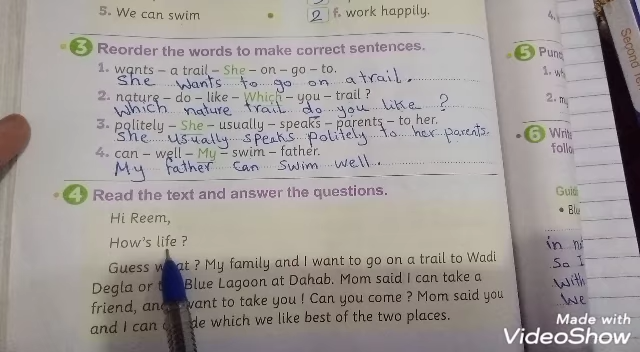 5. We can swim
2 f. work happily.
3 Reorder the words to make correct sentences.
1. wants – a trail – She – on – go – to.
She wants to go on a trail.
2. nature – do – like – Which – you – trail ?
Which nature trail do you like ?
3. politely – She – usually – speaks – parents – to her.
She usually speaks politely to her parents.
4. can – well – My – swim – father.
My father can swim well.
4 Read the text and answer the questions.
Hi Reem,
How's life ?
Guess what ? My family and I want to go on a trail to Wadi
Degla or Blue Lagoon at Dahab. Mom said I can take a
friend, and want to take you ! Can you come ? Mom said you
and I can which we like best of the two places.
4.
5
1.
2.
6
in
So I
with
We
Second
Made with
VideoShow